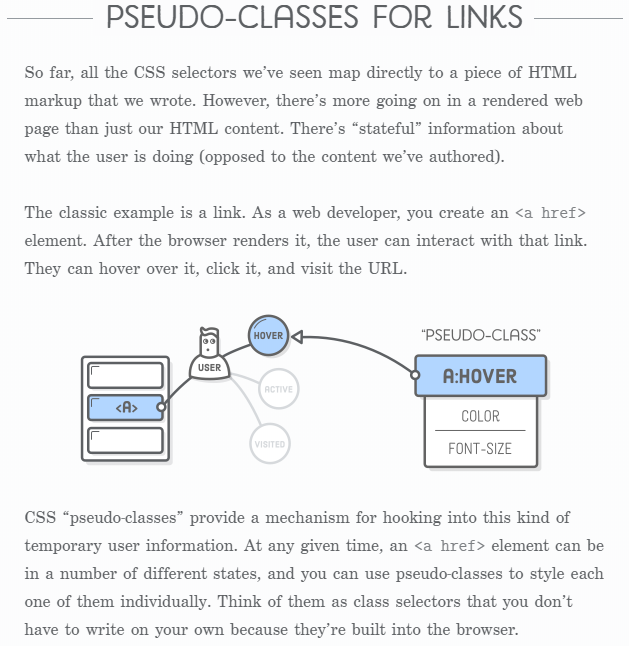 PSEUDO-CLASSES FOR LINKS
So far, all the CSS selectors we’ve seen map directly to a piece of HTML
markup that we wrote. However, there’s more going on in a rendered web
page than just our HTML content. There’s “stateful” information about
what the user is doing (opposed to the content we’ve authored).
The classic example is a link. As a web developer, you create an <a href>
element. After the browser renders it, the user can interact with that link.
They can hover over it, click it, and visit the URL.
<A>
USER
HOVER
ACTIVE
VISITED
“PSEUDO-CLASS”
A:HOVER
COLOR
FONT-SIZE
CSS “pseudo-classes” provide a mechanism for hooking into this kind of
temporary user information. At any given time, an <a href> element can be
in a number of different states, and you can use pseudo-classes to style each
one of them individually. Think of them as class selectors that you don’t
have to write on your own because they’re built into the browser.